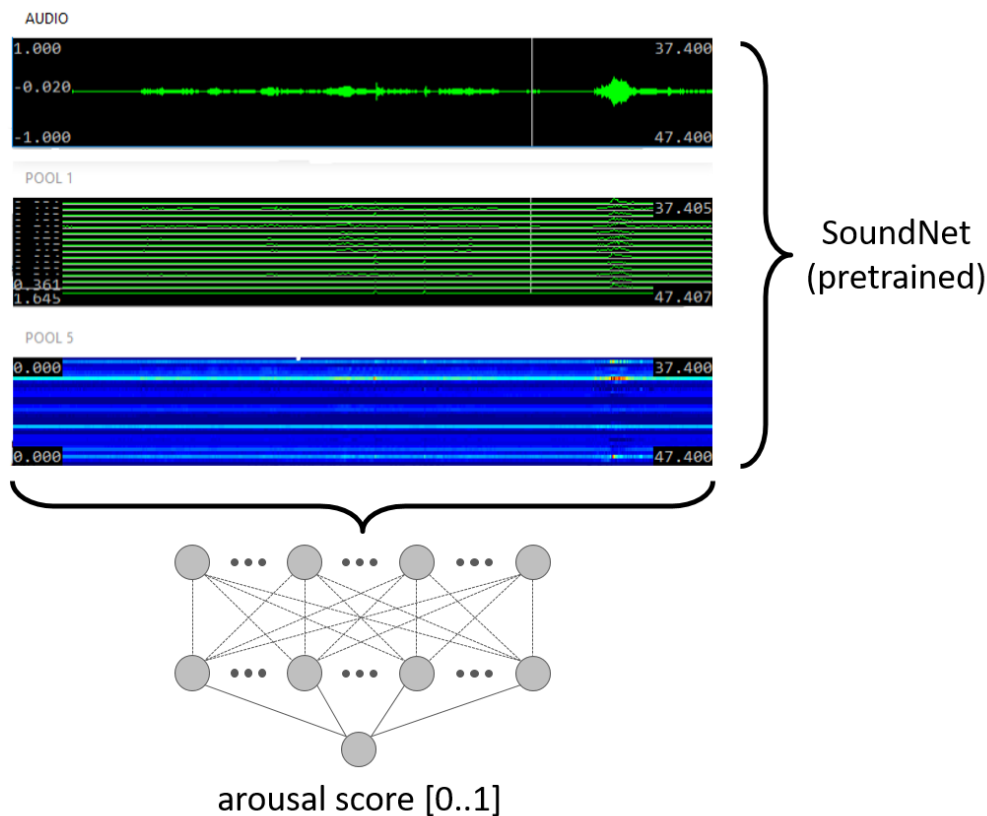 AUDIO
1.000
37.400
-0.020
-1.000
47.400
POOL 1
37.405
0.361
1.645
47.407
SoundNet
(pretrained)
POOL 5
0.000
37.400
0.000
47.400
arousal score [0..1]